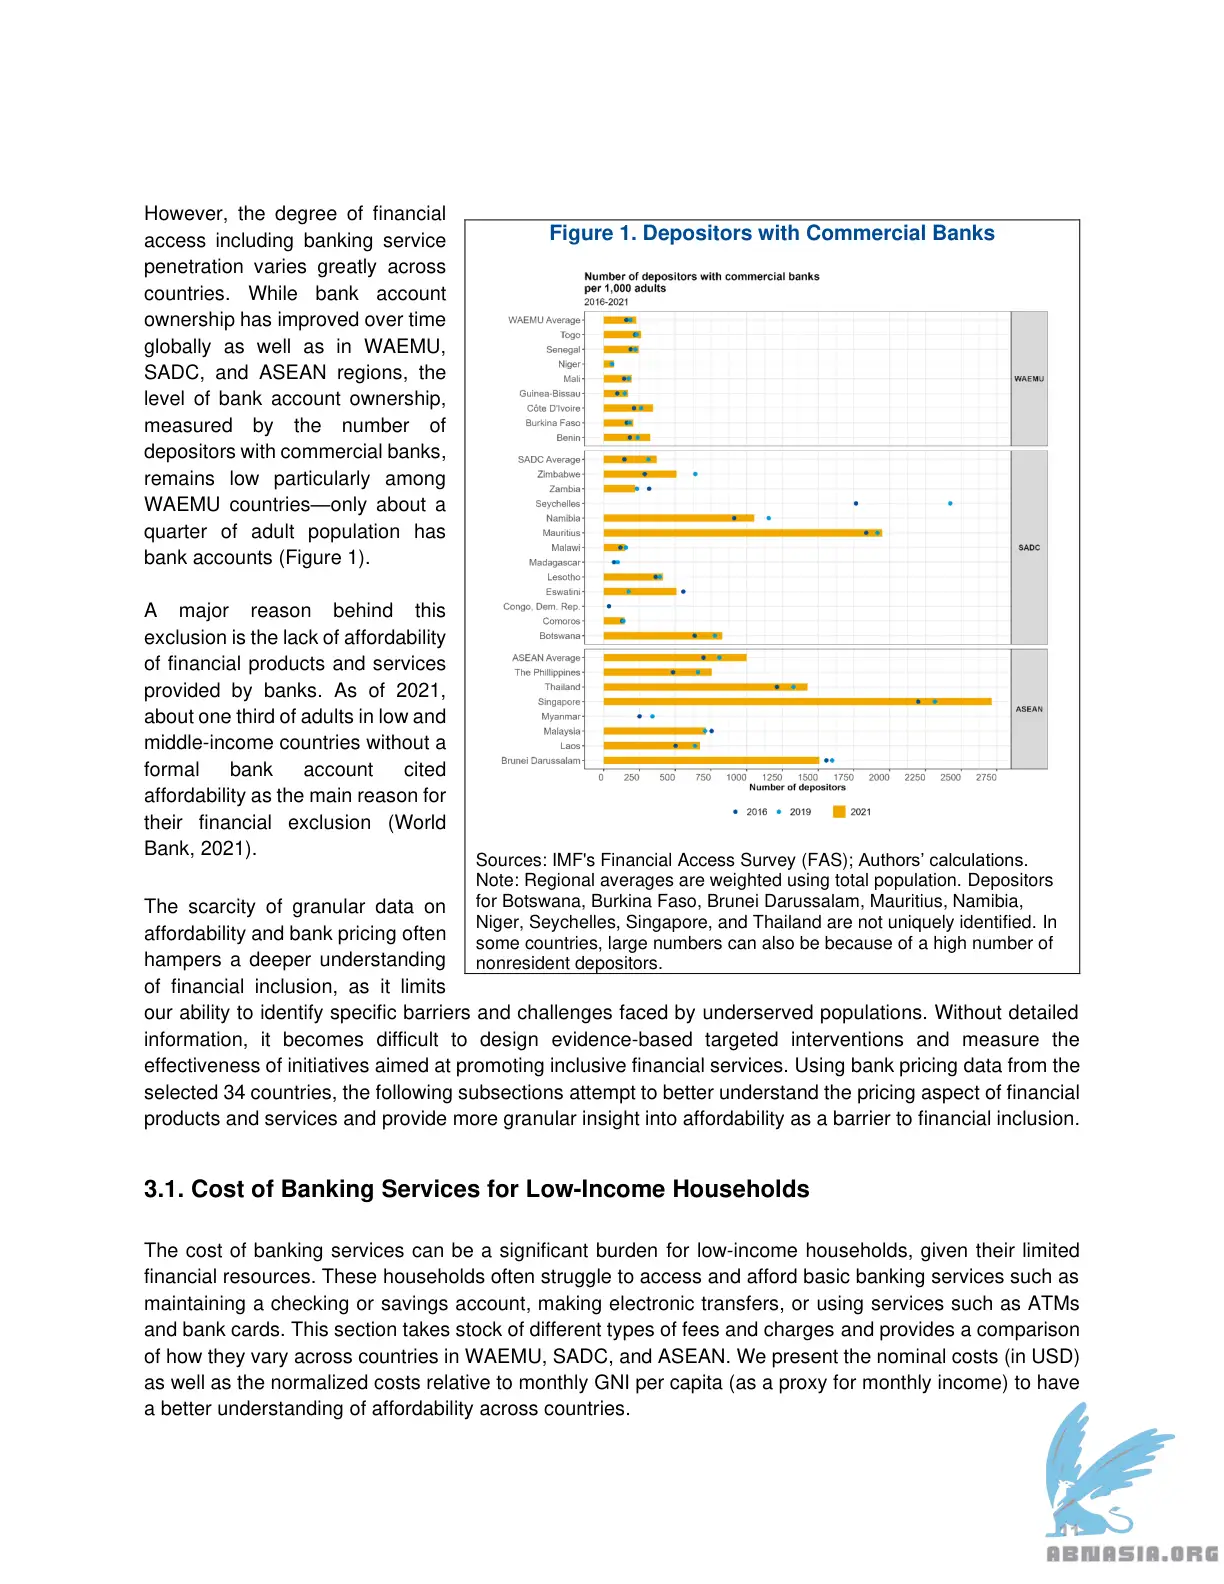 However, the degree of financial
access including banking service
penetration varies greatly across
countries. While bank account
ownership has improved over time
globally as well as in WAEMU,
SADC, and ASEAN regions, the
level of bank account ownership,
measured by the number of
depositors with commercial banks,
remains low particularly among
WAEMU countries—only about a
quarter of adult population has
bank accounts (Figure 1).
A major reason behind this
exclusion is the lack of affordability
of financial products and services
provided by banks. As of 2021,
about one third of adults in low and
middle-income countries without a
formal bank account cited
affordability as the main reason for
their financial exclusion (World
Bank, 2021).
The scarcity of granular data on
affordability and bank pricing often
hampers a deeper understanding
of financial inclusion, as it limits
Figure 1. Depositors with Commercial Banks
Number of depositors with commercial banks
per 1,000 adults
2016-2021
WAEMU Average
Togo
Senegal
Niger
Mali
Guinea-Bissau
Côte D'Ivoire
Burkina Faso
Benin
WAEMU
SADC Average
Zimbabwe
Zambia
Seychelles
Namibia
Mauritius
Malawi
Madagascar
Lesotho
Eswatini
Congo, Dem. Rep.
Comoros
Botswana
SADC
ASEAN Average
The Phillippines
Thailand
Singapore
Myanmar
Malaysia
Laos
Brunei Darussalam
ASEAN
0 250 500 750 1000 1250 1500 1750 2000 2250 2500 2750
Number of depositors
2016 2019 2021
Sources: IMF's Financial Access Survey (FAS); Authors’ calculations.
Note: Regional averages are weighted using total population. Depositors
for Botswana, Burkina Faso, Brunei Darussalam, Mauritius, Namibia,
Niger, Seychelles, Singapore, and Thailand are not uniquely identified. In
some countries, large numbers can also be because of a high number of
nonresident depositors.
our ability to identify specific barriers and challenges faced by underserved populations. Without detailed
information, it becomes difficult to design evidence-based targeted interventions and measure the
effectiveness of initiatives aimed at promoting inclusive financial services. Using bank pricing data from the
selected 34 countries, the following subsections attempt to better understand the pricing aspect of financial
products and services and provide more granular insight into affordability as a barrier to financial inclusion.
3.1. Cost of Banking Services for Low-Income Households
The cost of banking services can be a significant burden for low-income households, given their limited
financial resources. These households often struggle to access and afford basic banking services such as
maintaining a checking or savings account, making electronic transfers, or using services such as ATMs
and bank cards. This section takes stock of different types of fees and charges and provides a comparison
of how they vary across countries in WAEMU, SADC, and ASEAN. We present the nominal costs (in USD)
as well as the normalized costs relative to monthly GNI per capita (as a proxy for monthly income) to have
a better understanding of affordability across countries.
11
ABNASIA.ORG